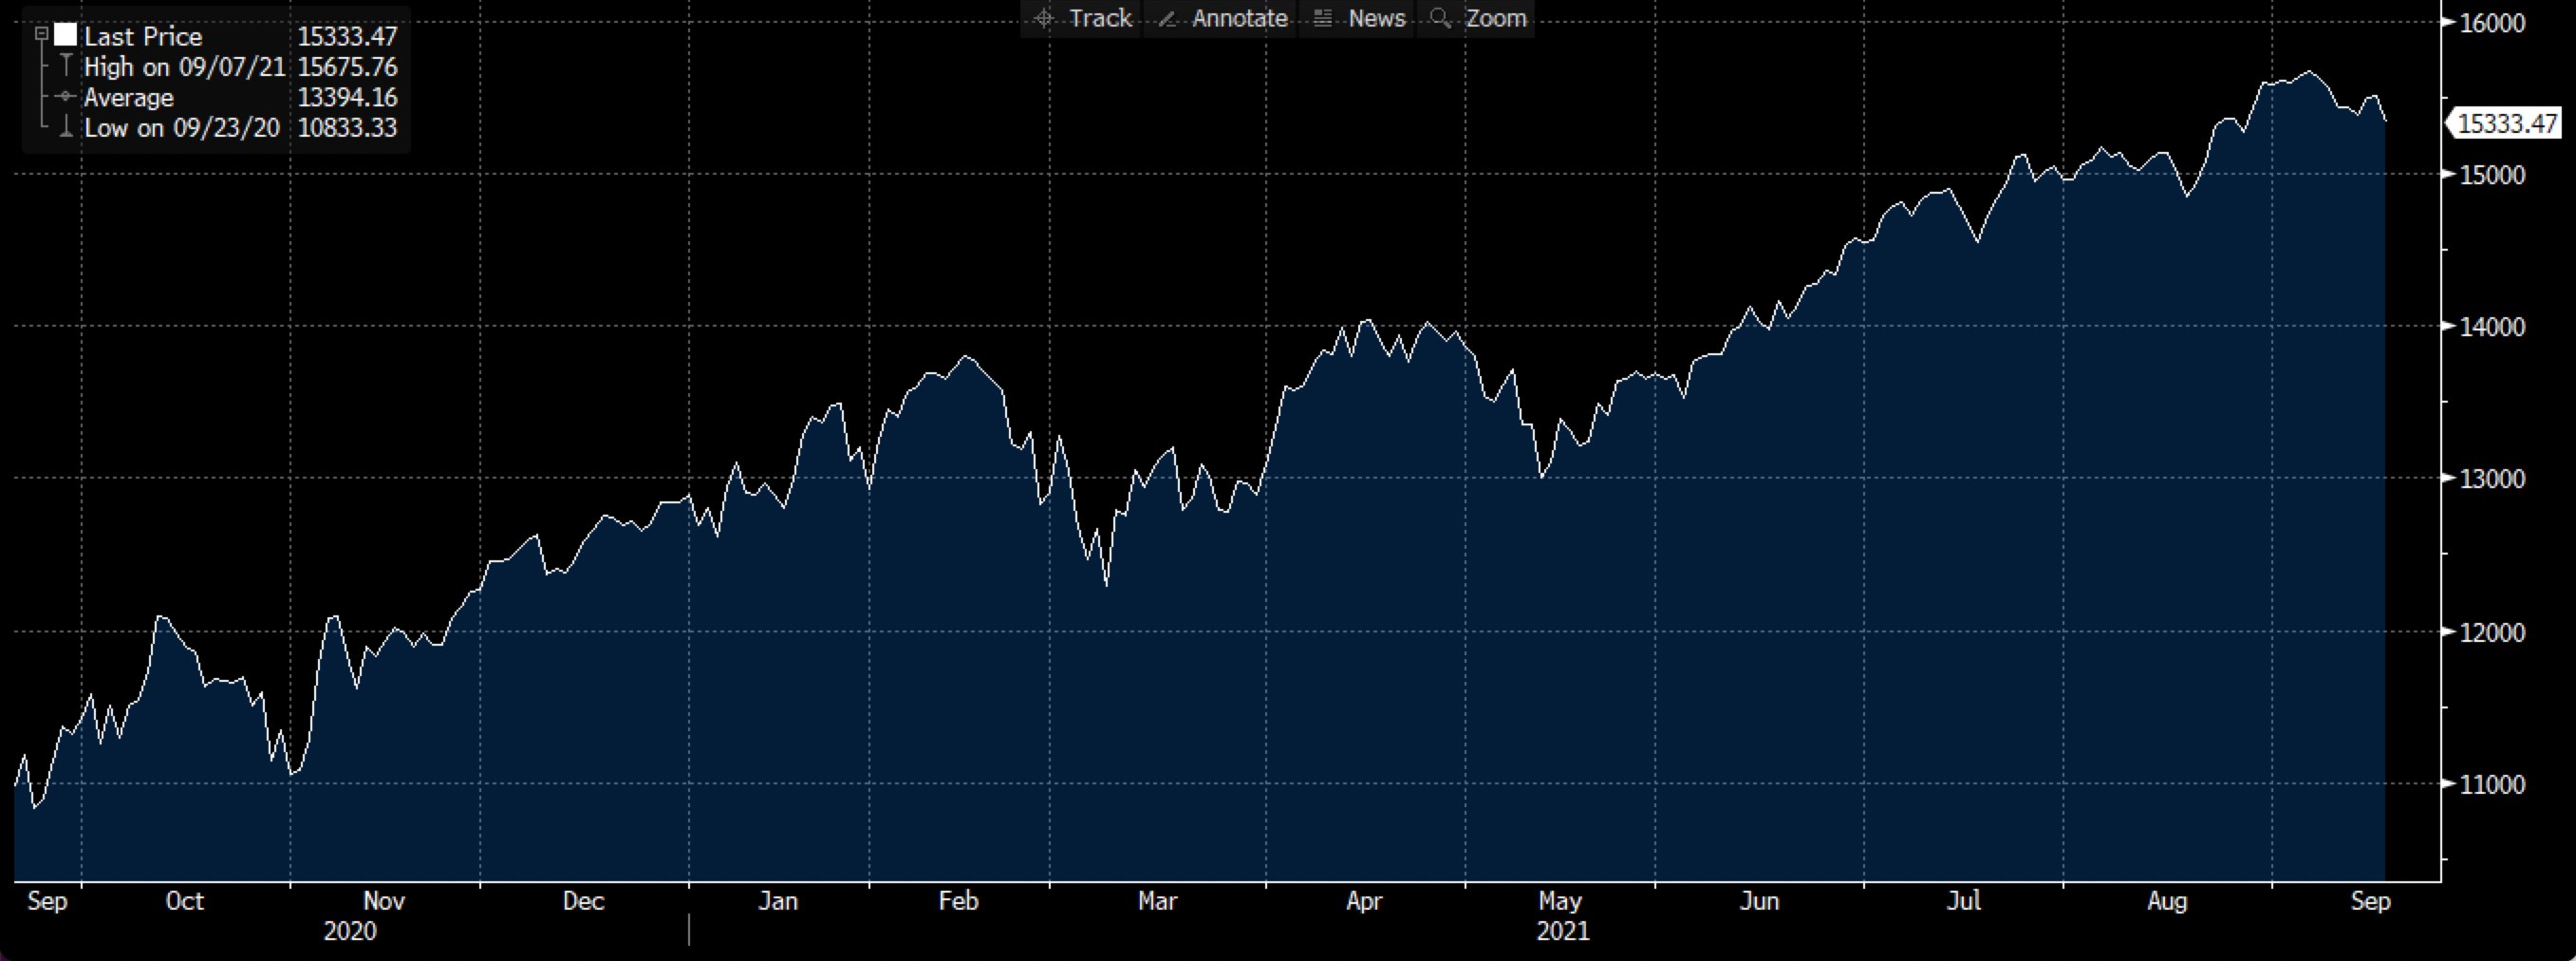 Track Annotate News Zoom
Last Price 15333.47
High on 09/07/21 15675.76
Average 13394.16
Low on 09/23/20 10833.33
16000
15333.47
15000
14000
13000
12000
11000
Sep Oct Nov Dec Jan Feb Mar Apr May Jun Jul Aug Sep
2020 2021